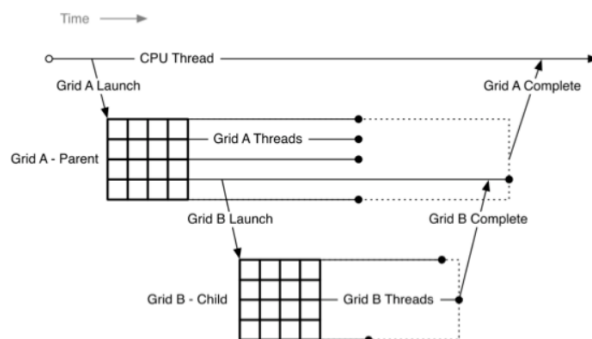 Time
CPU Thread
Grid A Launch
Grid A Complete
Grid A Threads
Grid A - Parent
Grid B Launch
Grid B Complete
Grid B - Child
Grid B Threads